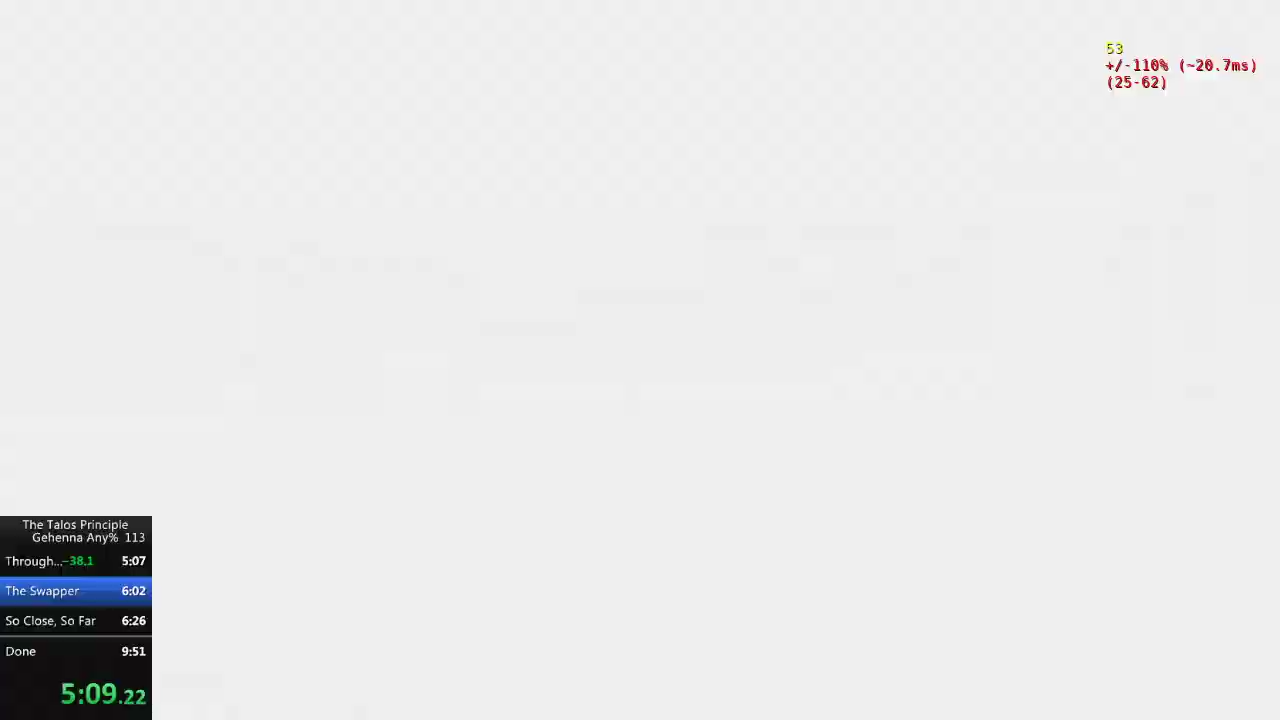 53
+/-110% (~20.7ms)
(25-62)
The Talos Principle
Gehenna Any% 113
Through... -38.1 5:07
The Swapper 6:02
So Close, So Far 6:26
Done 9:51
5:09.22